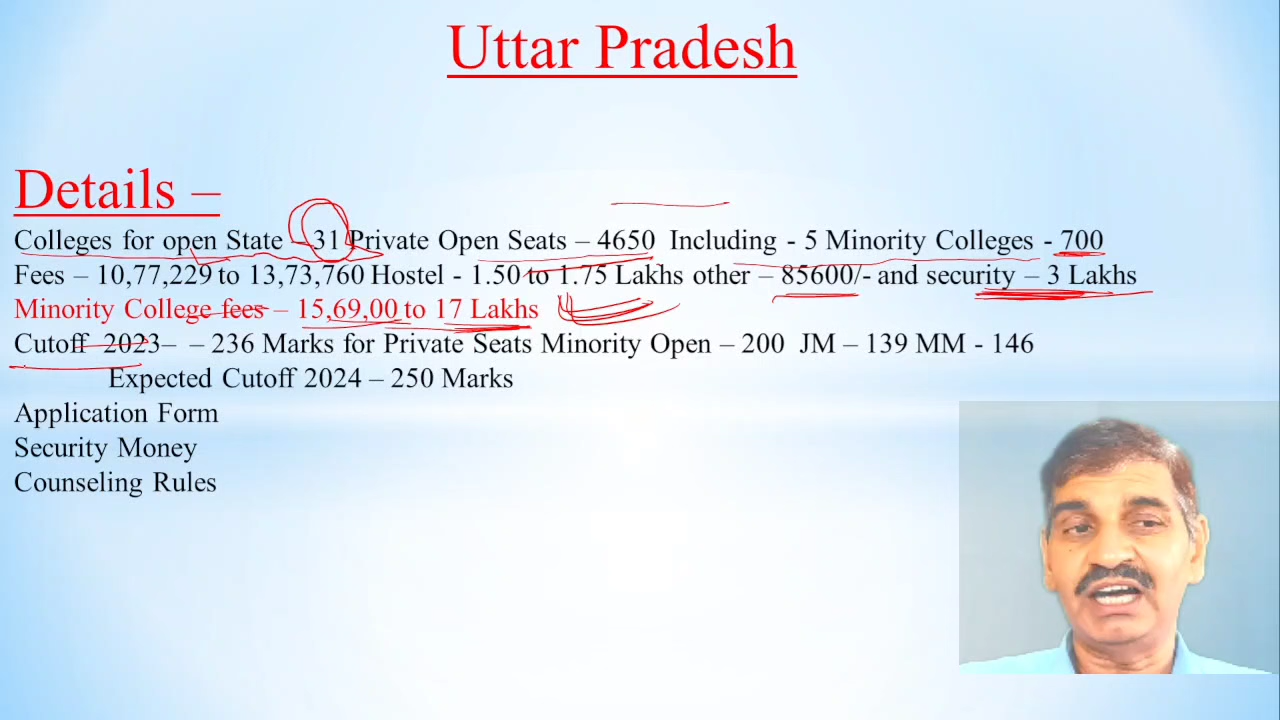 Uttar Pradesh
Details –
Colleges for open State – 31 Private Open Seats – 4650 Including - 5 Minority Colleges - 700
Fees – 10,77,229 to 13,73,760 Hostel - 1.50 to 1.75 Lakhs other – 85600/- and security – 3 Lakhs
Minority College fees – 15,69,00 to 17 Lakhs
Cutoff 2023– – 236 Marks for Private Seats Minority Open – 200 JM – 139 MM - 146
Expected Cutoff 2024 – 250 Marks
Application Form
Security Money
Counseling Rules